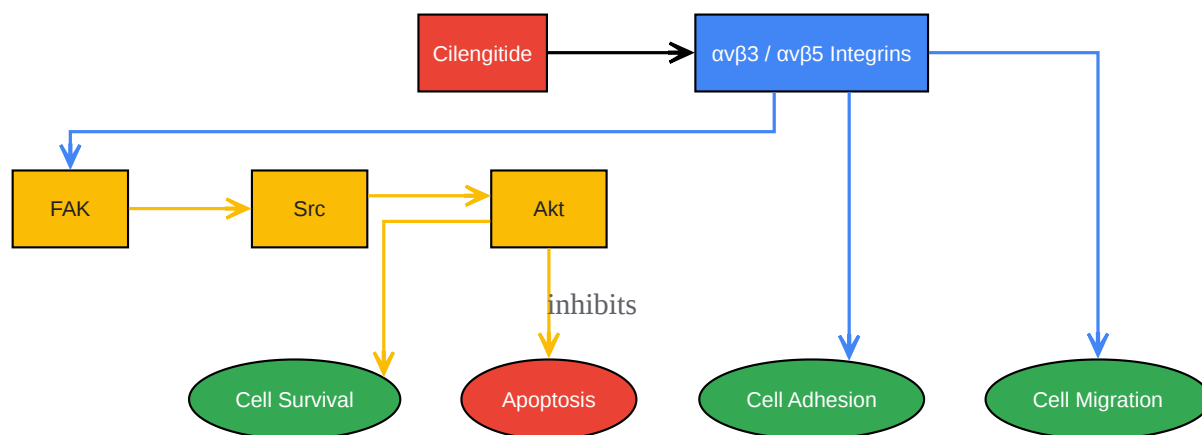 Cilengitide
αvβ3 / αvβ5 Integrins
FAK
Src
Akt
inhibits
Cell Survival
Apoptosis
Cell Adhesion
Cell Migration